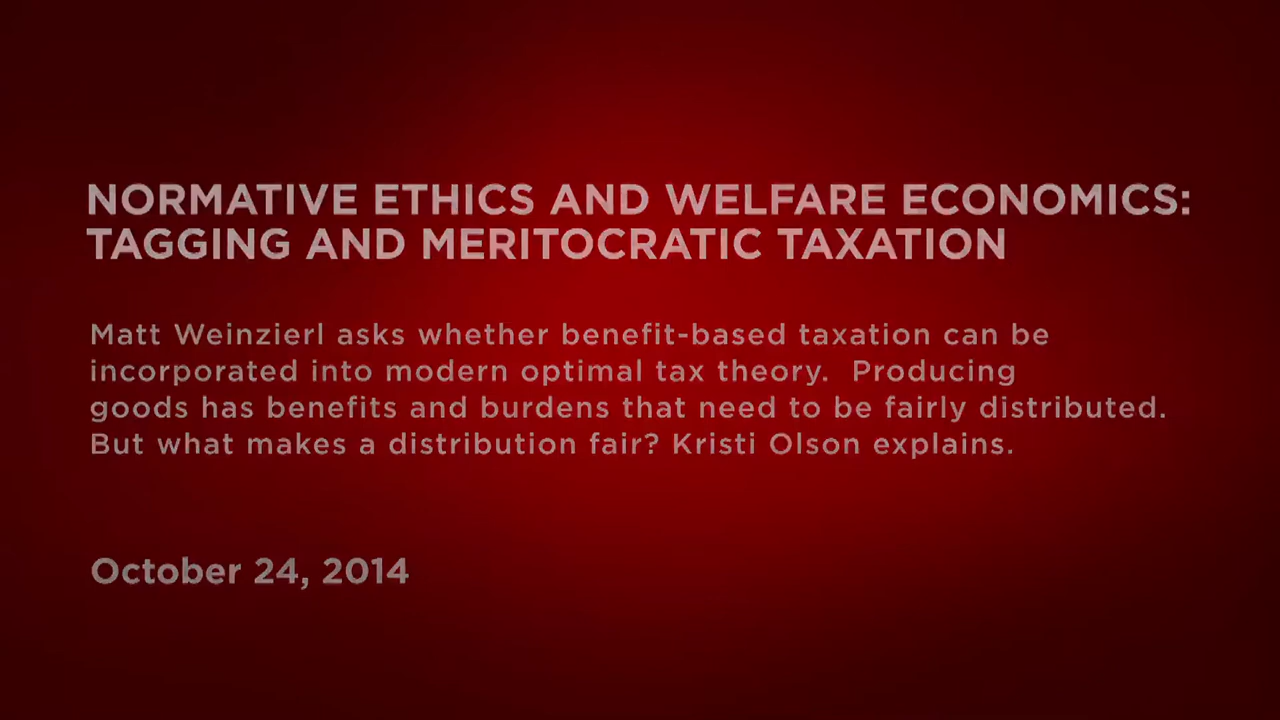 NORMATIVE ETHICS AND WELFARE ECONOMICS:
TAGGING AND MERITOCRATIC TAXATION
Matt Weinzierl asks whether benefit-based taxation can be
incorporated into modern optimal tax theory.  Producing
goods has benefits and burdens that need to be fairly distributed.
But what makes a distribution fair? Kristi Olson explains.
October 24, 2014